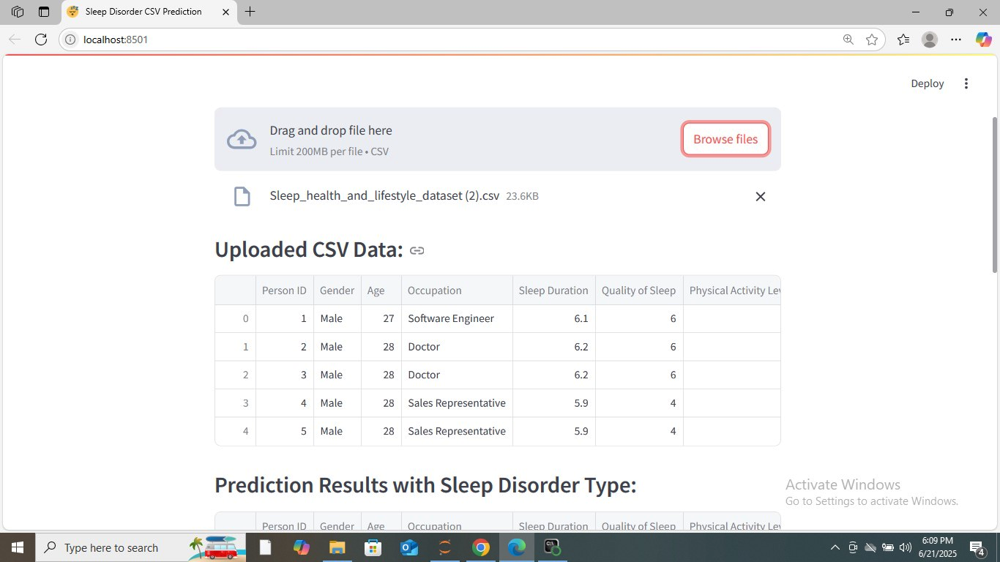 Sleep Disorder CSV Prediction
localhost:8501
Deploy
Drag and drop file here
Limit 200MB per file • CSV
Browse files
Sleep_health_and_lifestyle_dataset (2).csv 23.6KB
Uploaded CSV Data:
Person ID Gender Age Occupation Sleep Duration Quality of Sleep Physical Activity Lev
0 1 Male 27 Software Engineer 6.1 6
1 2 Male 28 Doctor 6.2 6
2 3 Male 28 Doctor 6.2 6
3 4 Male 28 Sales Representative 5.9 4
4 5 Male 28 Sales Representative 5.9 4
Prediction Results with Sleep Disorder Type:
Person ID Gender Age Occupation Sleep Duration Quality of Sleep Physical Activity Lev
Activate Windows
Go to Settings to activate Windows.
Type here to search
6:09 PM
6/21/2025
4